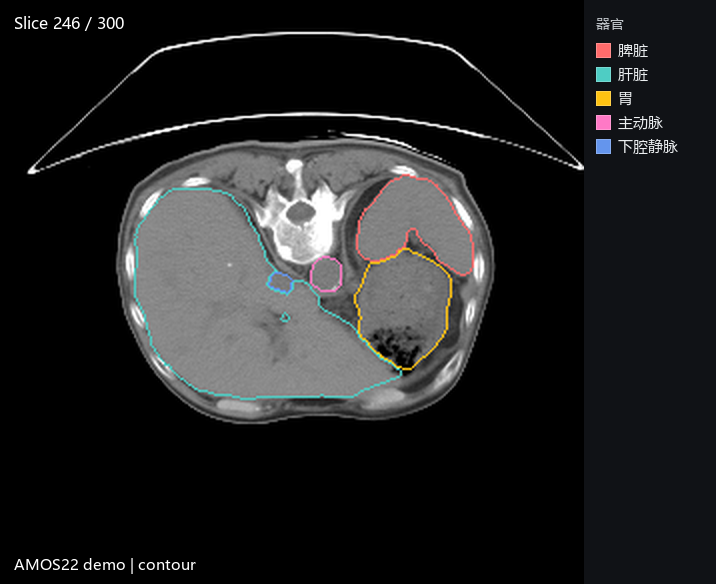 Slice 246 / 300
器官
脾脏
肝脏
胃
主动脉
下腔静脉
AMOS22 demo | contour